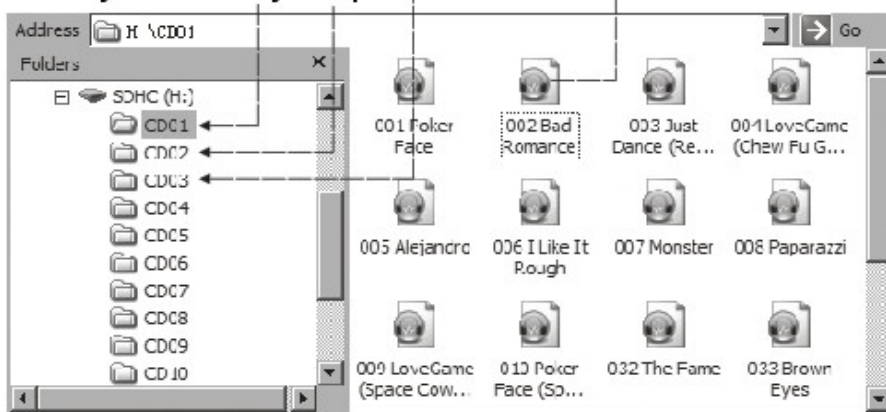 Address H:\CD01 Go
Folders
SDHC (H:)
CD01
CD02
CD03
CD04
CD05
CD06
CD07
CD08
CD09
CD10
001 Poker
Face
002 Bad
Romance
003 Just
Dance (Re...
004 LoveGame
(Chew Fu G...
005 Alejandro
006 I Like It
Rough
007 Monster
008 Paparazzi
009 LoveGame
(Space Cow...
010 Poker
Face (Sp...
032 The Fame
033 Brown
Eyes